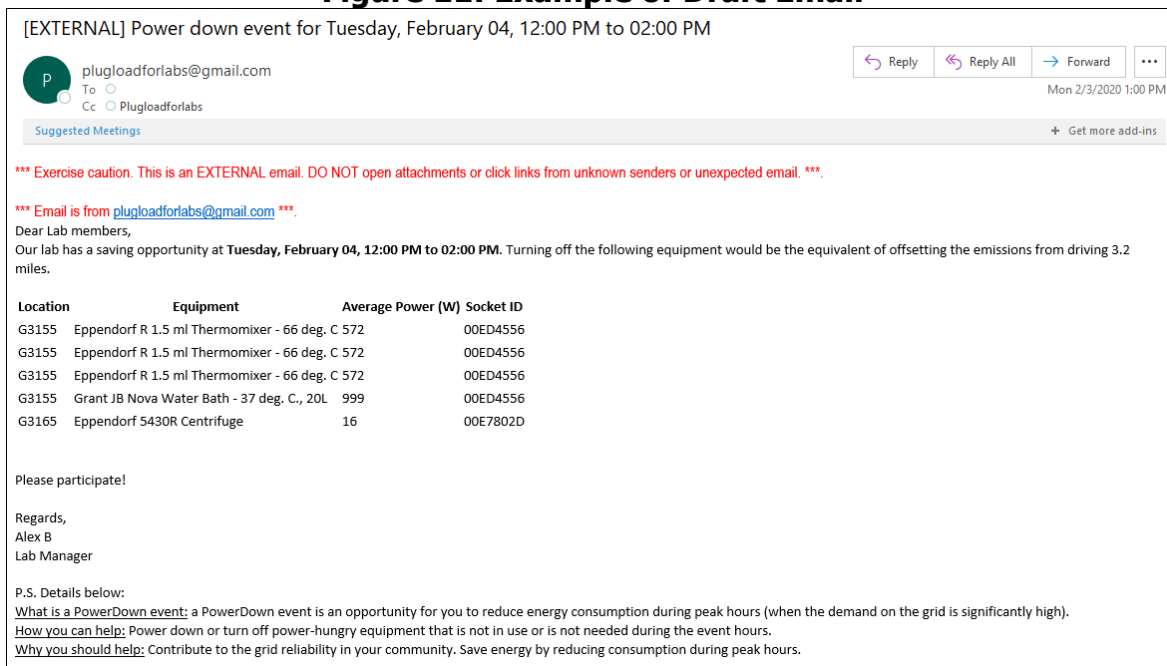 Figure 22: Example of Draft Email
[EXTERNAL] Power down event for Tuesday, February 04, 12:00 PM to 02:00 PM
P
plugloadforlabs@gmail.com
To
Cc Plugloadforlabs
Reply
Reply All
Forward
Mon 2/3/2020 1:00 PM
Suggested Meetings
+ Get more add-ins
*** Exercise caution. This is an EXTERNAL email. DO NOT open attachments or click links from unknown senders or unexpected email. ***.
*** Email is from plugloadforlabs@gmail.com ***.
Dear Lab members,
Our lab has a saving opportunity at Tuesday, February 04, 12:00 PM to 02:00 PM. Turning off the following equipment would be the equivalent of offsetting the emissions from driving 3.2
miles.
Location Equipment Average Power (W) Socket ID
G3155 Eppendorf R 1.5 ml Thermomixer - 66 deg. C 572 00ED4556
G3155 Eppendorf R 1.5 ml Thermomixer - 66 deg. C 572 00ED4556
G3155 Eppendorf R 1.5 ml Thermomixer - 66 deg. C 572 00ED4556
G3155 Grant JB Nova Water Bath - 37 deg. C., 20L 999 00ED4556
G3165 Eppendorf 5430R Centrifuge 16 00E7802D
Please participate!
Regards,
Alex B
Lab Manager
P.S. Details below:
What is a PowerDown event: a PowerDown event is an opportunity for you to reduce energy consumption during peak hours (when the demand on the grid is significantly high).
How you can help: Power down or turn off power-hungry equipment that is not in use or is not needed during the event hours.
Why you should help: Contribute to the grid reliability in your community. Save energy by reducing consumption during peak hours.